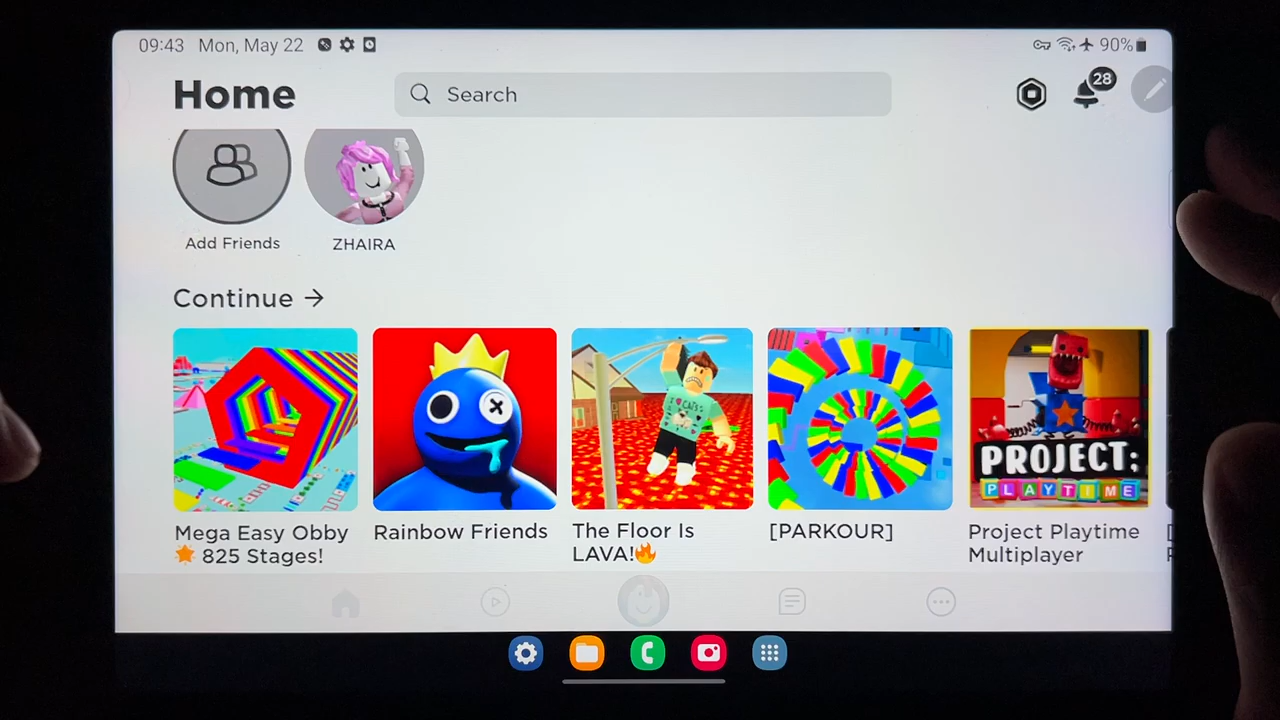 09:43 Mon, May 22
90%
Home
Search
28
Add Friends
ZHAIRA
Continue →
PROJECT:
PLAYTIME
Mega Easy Obby
🌟 825 Stages!
Rainbow Friends
The Floor Is
LAVA!🔥
[PARKOUR]
Project Playtime
Multiplayer